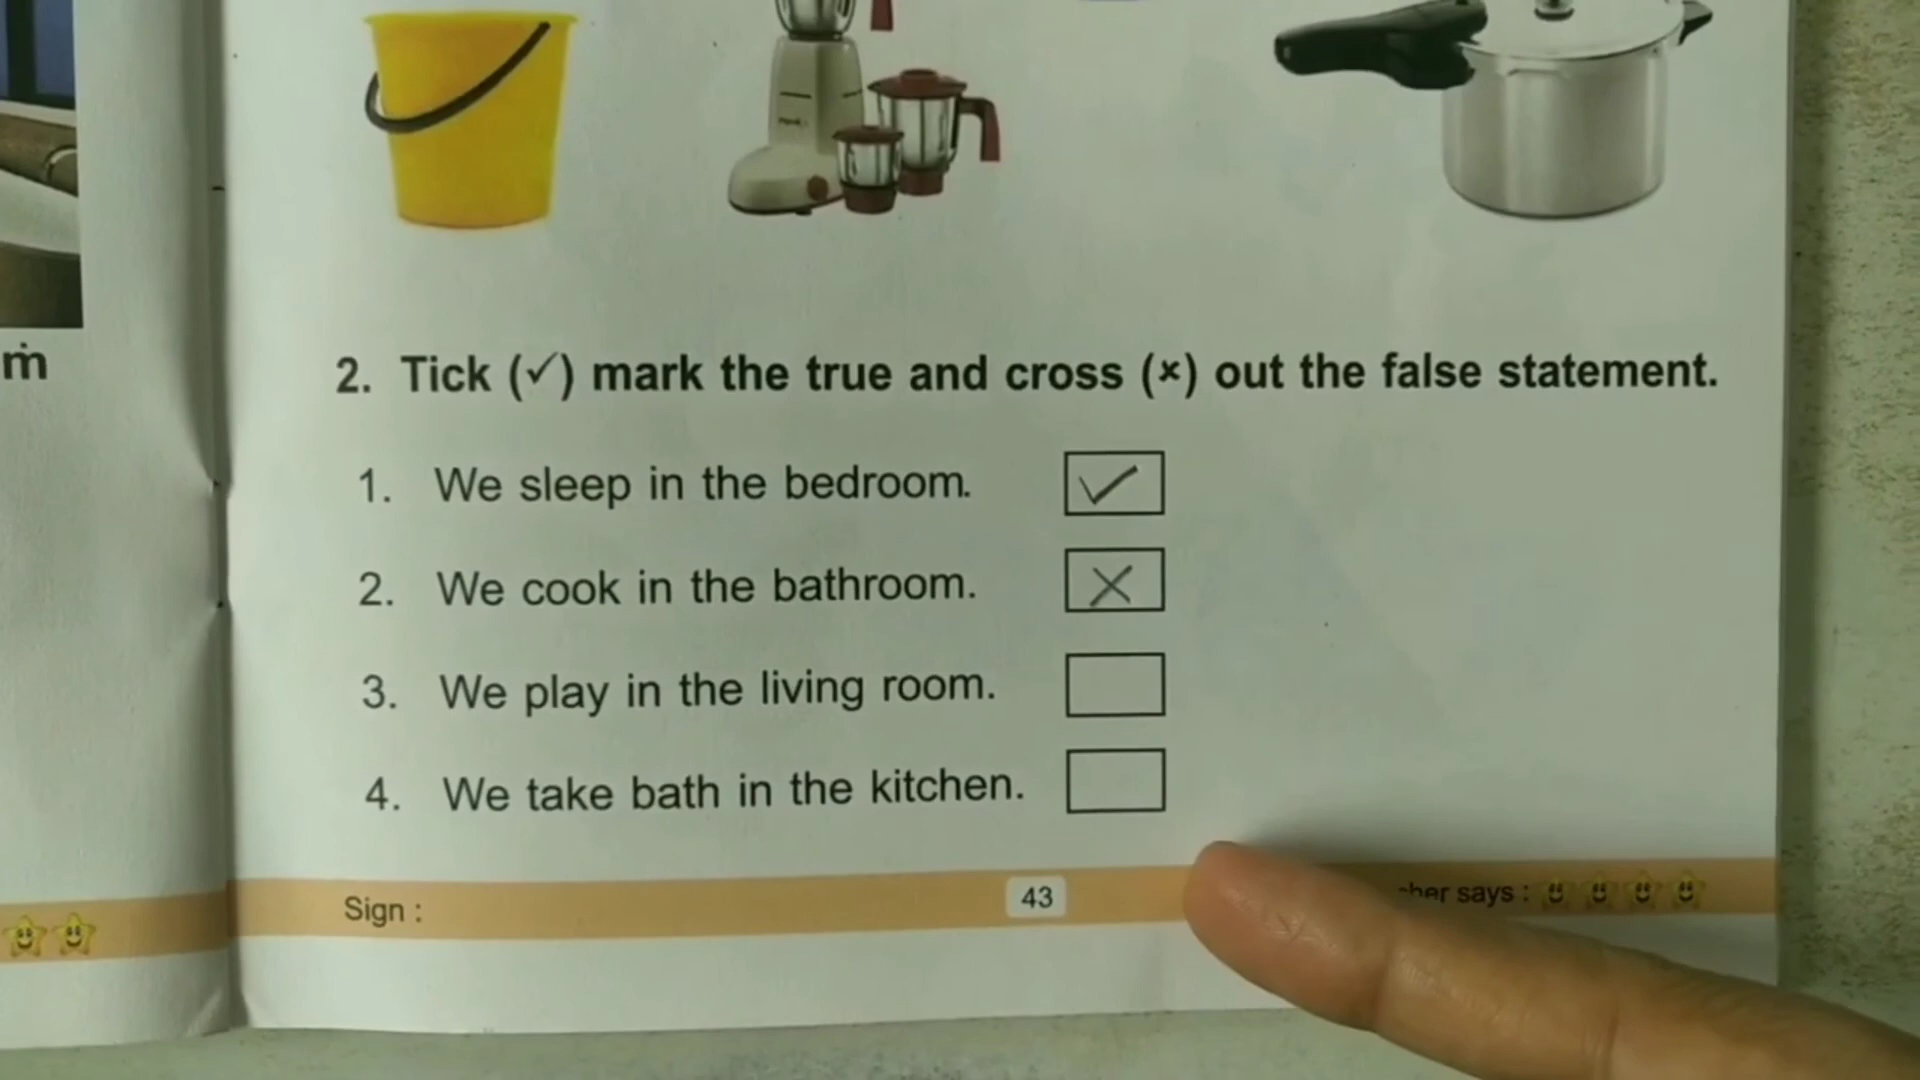 m
2. Tick (✓) mark the true and cross (×) out the false statement.
1. We sleep in the bedroom. ✓
2. We cook in the bathroom. ×
3. We play in the living room.
4. We take bath in the kitchen.
Sign : 43 says :